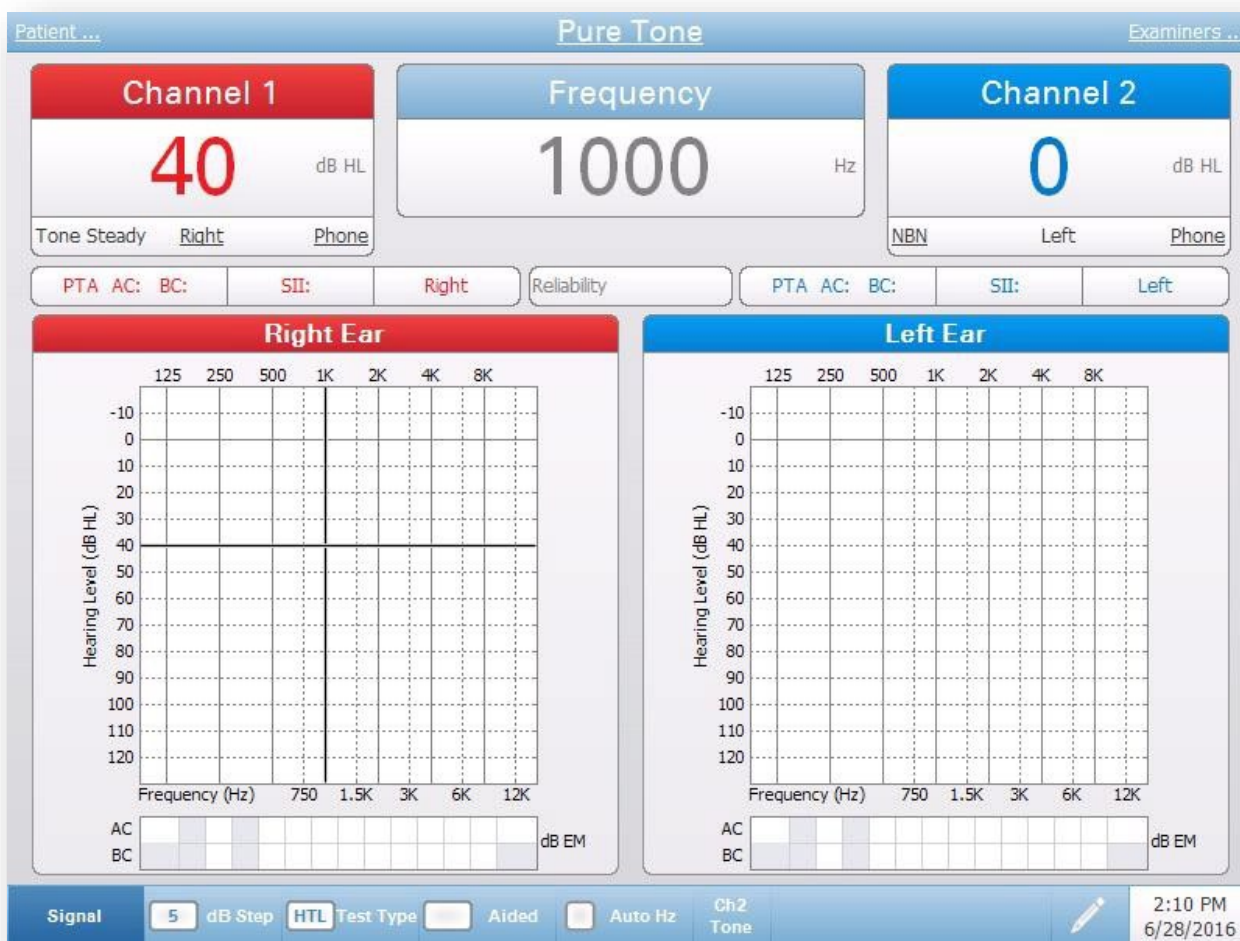 Patient ... Pure Tone Examiners ..
Channel 1 Frequency Channel 2
40 dB HL 1000 Hz 0 dB HL
Tone Steady Right Phone NBN Left Phone
PTA AC: BC: SII: Right Reliability PTA AC: BC: SII: Left
Right Ear
125 250 500 1K 2K 4K 8K
-10
0
10
20
30
40
50
60
70
80
90
100
110
120
Hearing Level (dB HL)
Frequency (Hz) 750 1.5K 3K 6K 12K
AC
BC
dB EM
Left Ear
125 250 500 1K 2K 4K 8K
-10
0
10
20
30
40
50
60
70
80
90
100
110
120
Hearing Level (dB HL)
Frequency (Hz) 750 1.5K 3K 6K 12K
AC
BC
dB EM
Signal 5 dB Step HTL Test Type Aided Auto Hz
Ch2
Tone
2:10 PM
6/28/2016